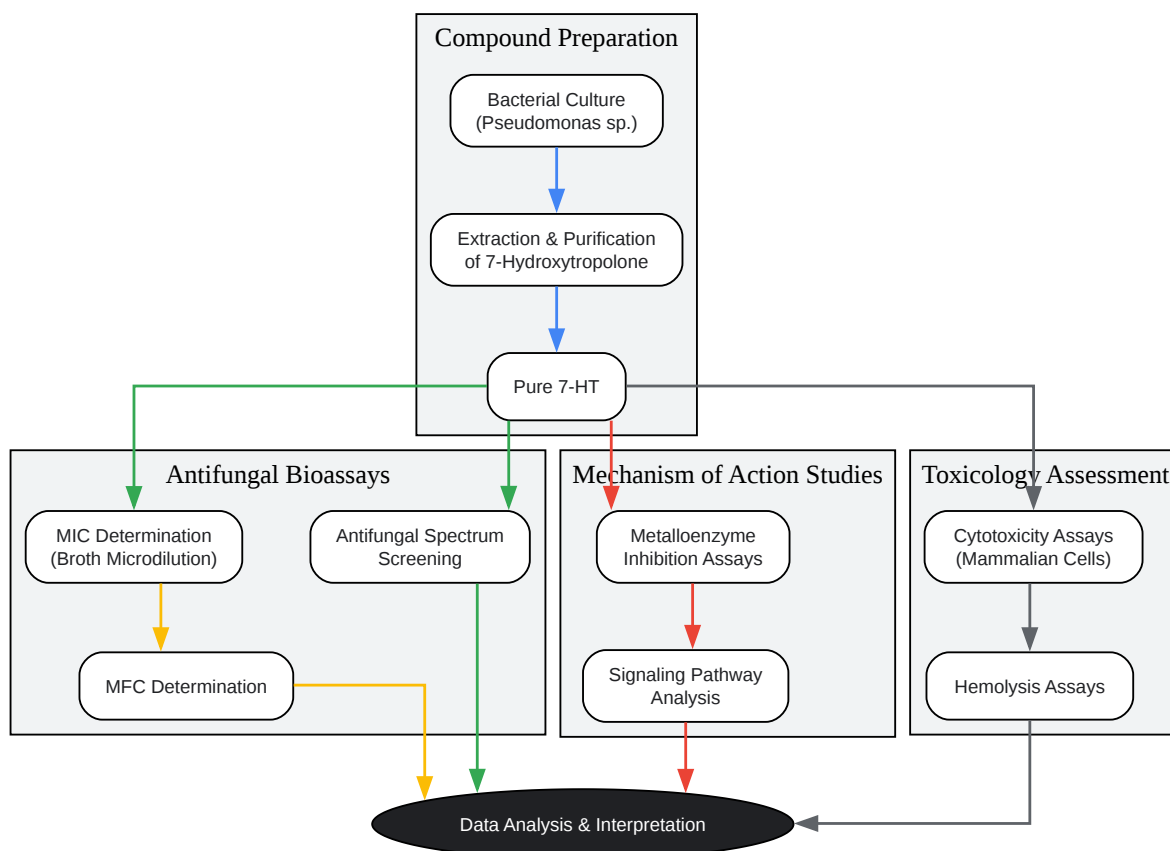 Compound Preparation
Bacterial Culture
(Pseudomonas sp.)
Extraction & Purification
of 7-Hydroxytropolone
Pure 7-HT
Antifungal Bioassays
MIC Determination
(Broth Microdilution)
Antifungal Spectrum
Screening
MFC Determination
Mechanism of Action Studies
Metalloenzyme
Inhibition Assays
Signaling Pathway
Analysis
Toxicology Assessment
Cytotoxicity Assays
(Mammalian Cells)
Hemolysis Assays
Data Analysis & Interpretation